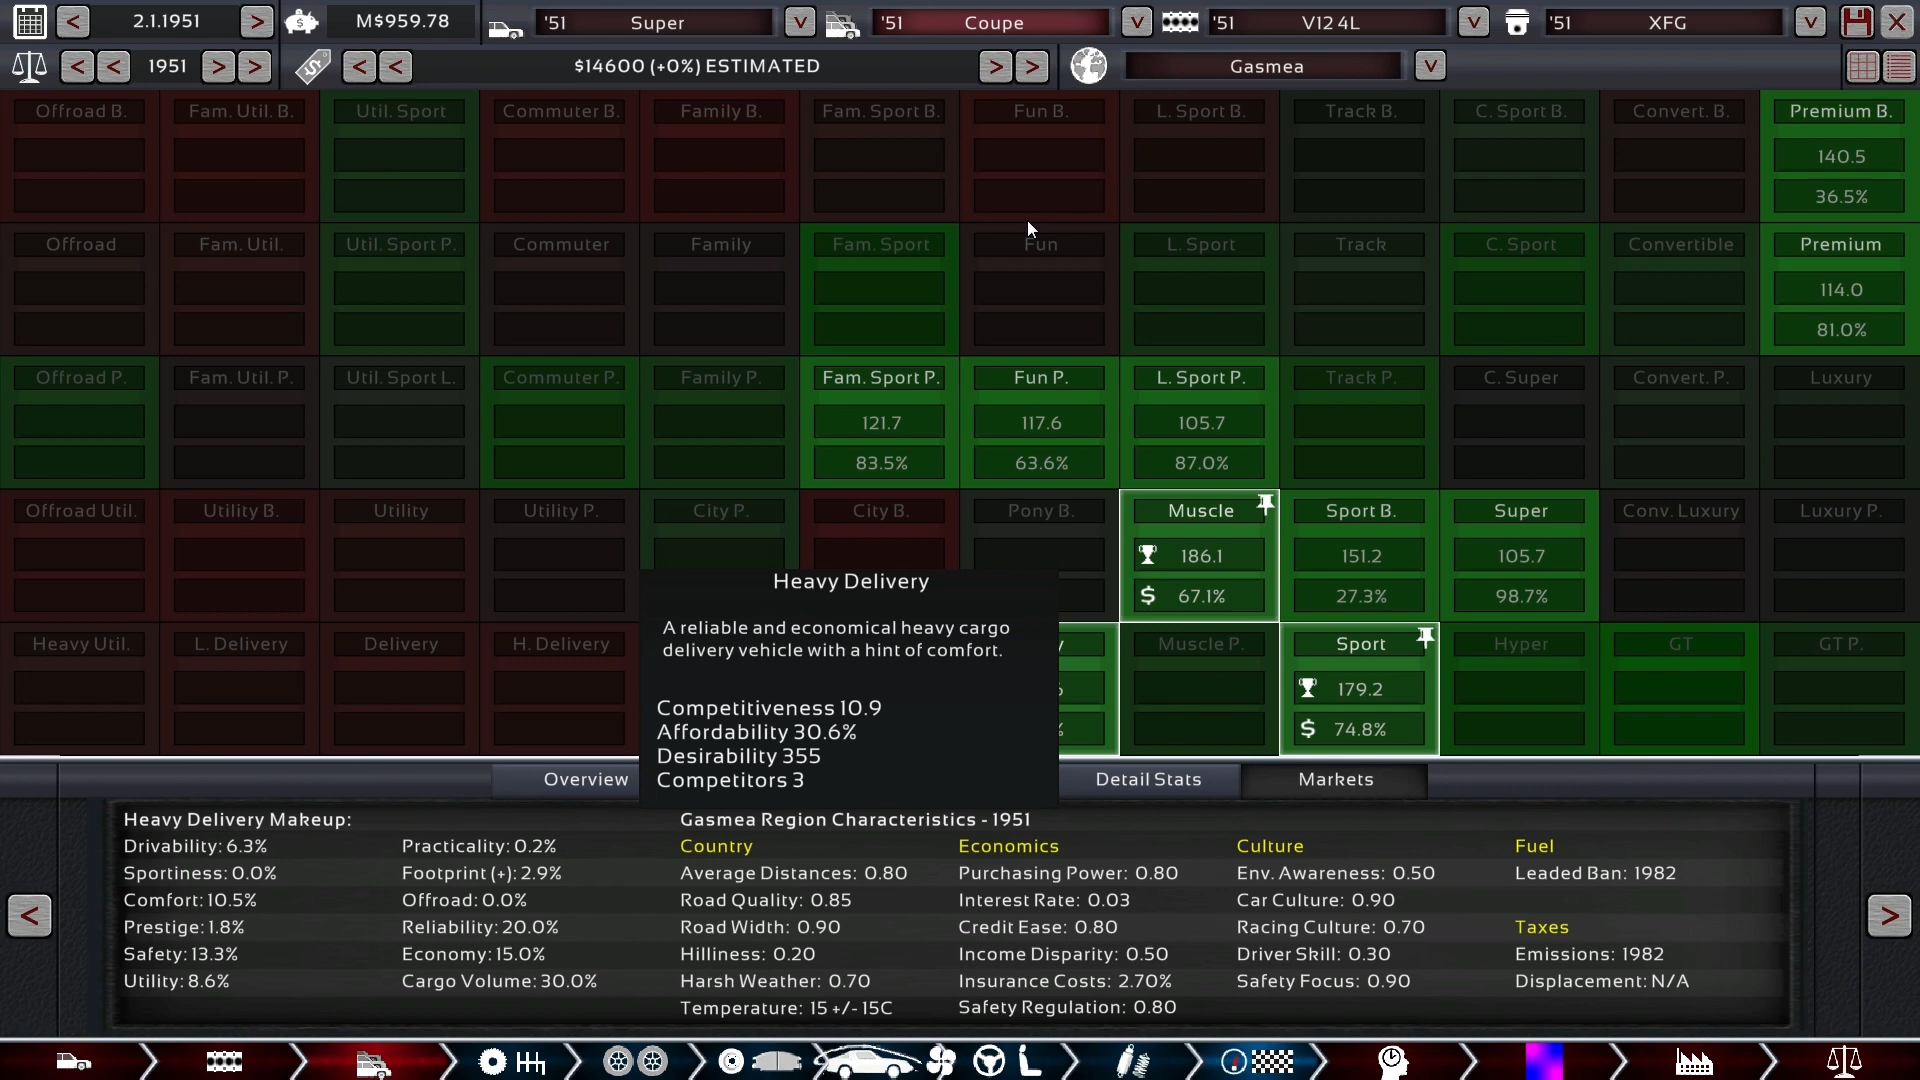 2.1.1951 M$959.78 '51 Super '51 Coupe '51 V12 4L '51 XFG
1951 $14600 (+0%) ESTIMATED Gasmea
Offroad B. Fam. Util. B. Util. Sport Commuter B. Family B. Fam. Sport B. Fun B. L. Sport B. Track B. C. Sport B. Convert. B. Premium B.
140.5
36.5%
Offroad Fam. Util. Util. Sport P. Commuter Family Fam. Sport Fun L. Sport Track C. Sport Convertible Premium
114.0
81.0%
Offroad P. Fam. Util. P. Util. Sport L. Commuter P. Family P. Fam. Sport P. Fun P. L. Sport P. Track P. C. Super Convert. P. Luxury
121.7 117.6 105.7
83.5% 63.6% 87.0%
Offroad Util. Utility B. Utility Utility P. City P. City B. Pony B. Muscle Sport B. Super Conv. Luxury Luxury P.
186.1 151.2 105.7
$ 67.1% 27.3% 98.7%
Heavy Util. L. Delivery Delivery H. Delivery Muscle P. Sport Hyper GT GT P.
179.2
$ 74.8%
Heavy Delivery
A reliable and economical heavy cargo
delivery vehicle with a hint of comfort.
Competitiveness 10.9
Affordability 30.6%
Desirability 355
Competitors 3
Overview Detail Stats Markets
Heavy Delivery Makeup:
Drivability: 6.3% Practicality: 0.2%
Sportiness: 0.0% Footprint (+): 2.9%
Comfort: 10.5% Offroad: 0.0%
Prestige: 1.8% Reliability: 20.0%
Safety: 13.3% Economy: 15.0%
Utility: 8.6% Cargo Volume: 30.0%
Gasmea Region Characteristics - 1951
Country Economics Culture Fuel
Average Distances: 0.80 Purchasing Power: 0.80 Env. Awareness: 0.50 Leaded Ban: 1982
Road Quality: 0.85 Interest Rate: 0.03 Car Culture: 0.90
Road Width: 0.90 Credit Ease: 0.80 Racing Culture: 0.70 Taxes
Hilliness: 0.20 Income Disparity: 0.50 Driver Skill: 0.30 Emissions: 1982
Harsh Weather: 0.70 Insurance Costs: 2.70% Safety Focus: 0.90 Displacement: N/A
Temperature: 15 +/- 15C Safety Regulation: 0.80